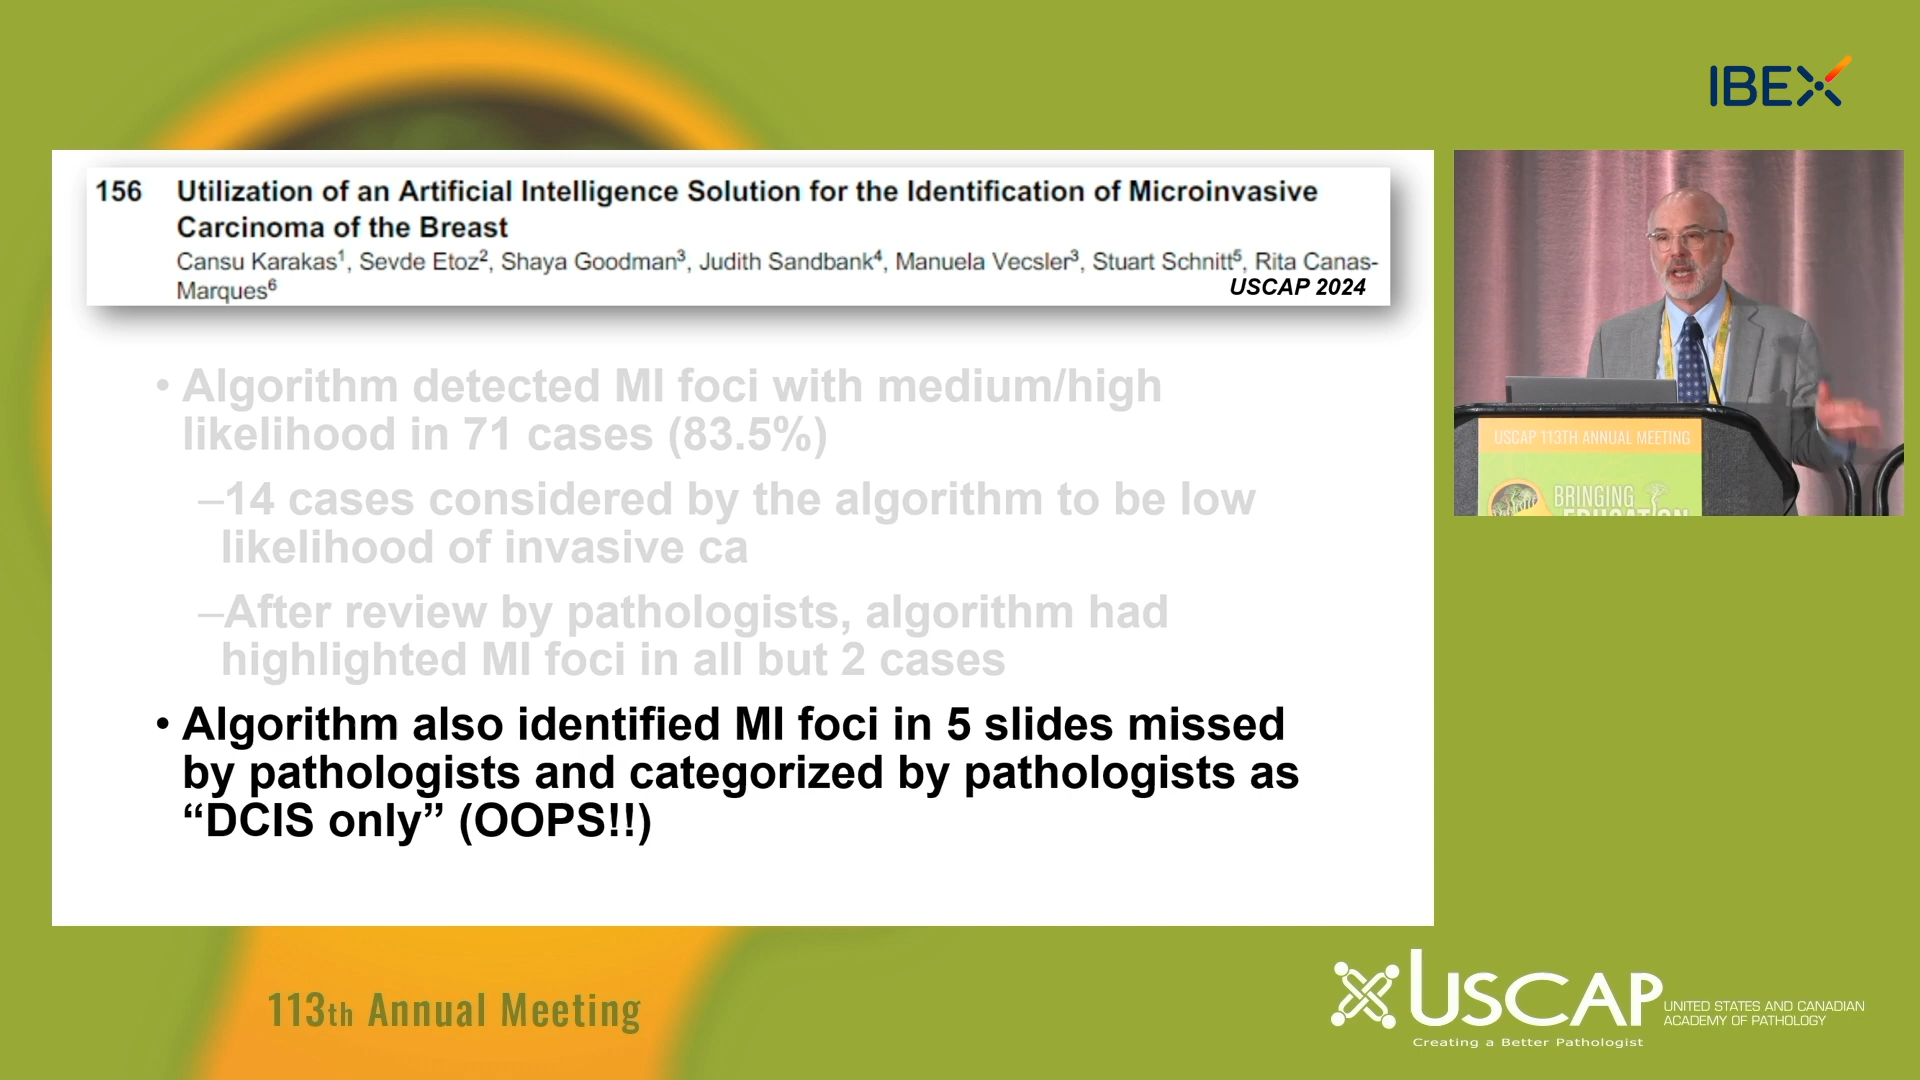 IBEX
156 Utilization of an Artificial Intelligence Solution for the Identification of Microinvasive
Carcinoma of the Breast
Cansu Karakas¹, Sevde Etoz², Shaya Goodman³, Judith Sandbank⁴, Manuela Vecsler³, Stuart Schnitt⁵, Rita Canas-
Marques⁶
USCAP 2024
• Algorithm detected MI foci with medium/high
likelihood in 71 cases (83.5%)
–14 cases considered by the algorithm to be low
likelihood of invasive ca
–After review by pathologists, algorithm had
highlighted MI foci in all but 2 cases
• Algorithm also identified MI foci in 5 slides missed
by pathologists and categorized by pathologists as
“DCIS only” (OOPS!!)
USCAP 113TH ANNUAL MEETING
BRINGING
EDUCATION
113th Annual Meeting
USCAP
UNITED STATES AND CANADIAN
ACADEMY OF PATHOLOGY
Creating a Better Pathologist